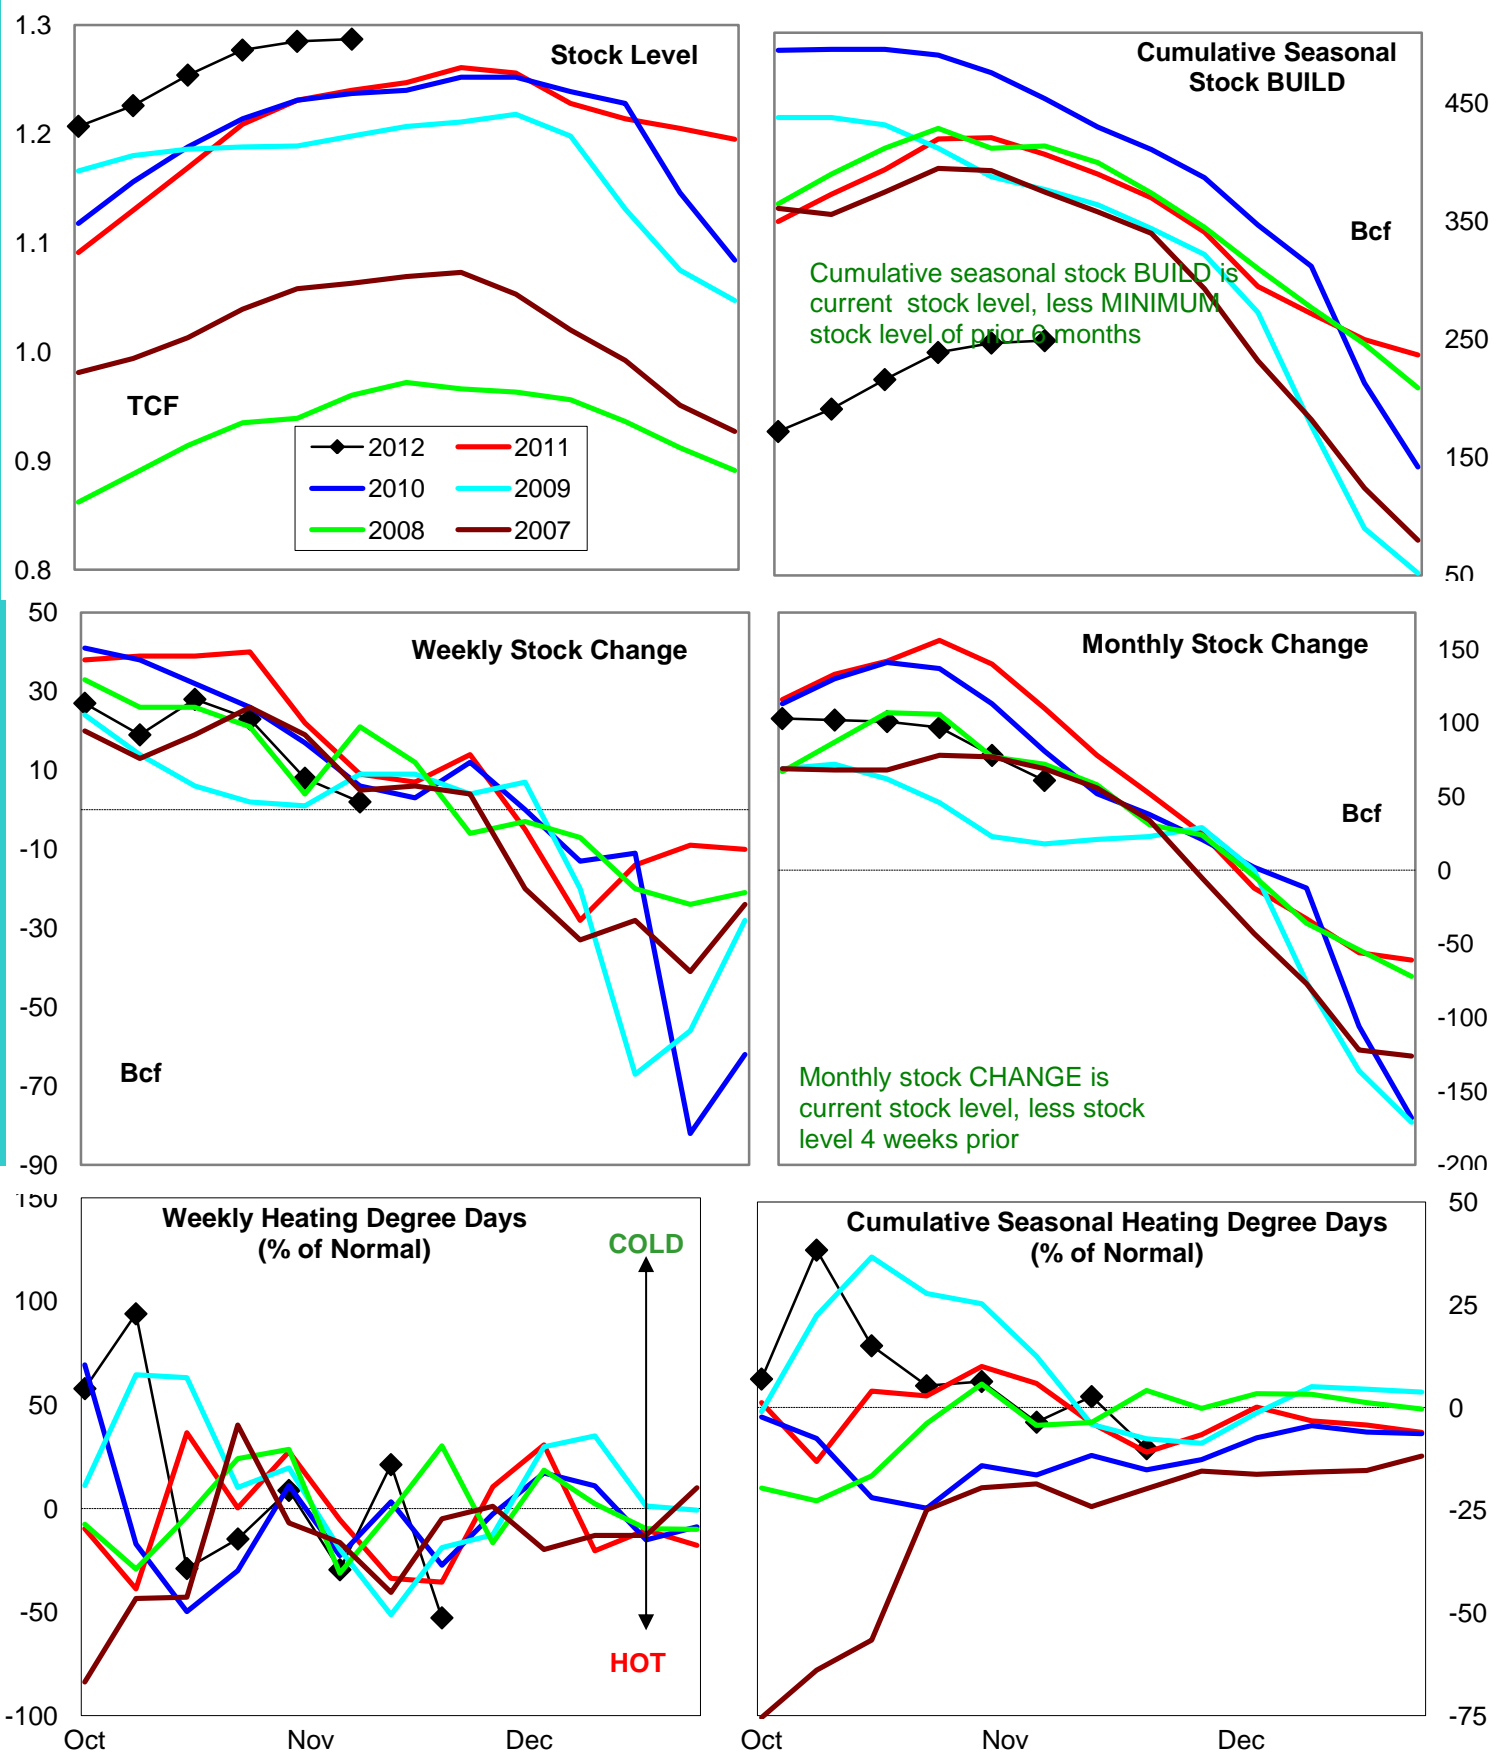 1.3
1.2
1.1
1.0
0.9
0.8
Stock Level
TCF
2012
2011
2010
2009
2008
2007
Cumulative Seasonal
Stock BUILD
Bcf
Cumulative seasonal stock BUILD is
current stock level, less MINIMUM
stock level of prior 6 months
450
350
250
150
50
50
30
10
-10
-30
-50
-70
-90
Weekly Stock Change
Bcf
Monthly Stock Change
Bcf
Monthly stock CHANGE is
current stock level, less stock
level 4 weeks prior
150
100
50
0
-50
-100
-150
-200
150
100
50
0
-50
-100
Weekly Heating Degree Days
(% of Normal)
COLD
HOT
Oct
Nov
Dec
Cumulative Seasonal Heating Degree Days
(% of Normal)
50
25
0
-25
-50
-75
Oct
Nov
Dec